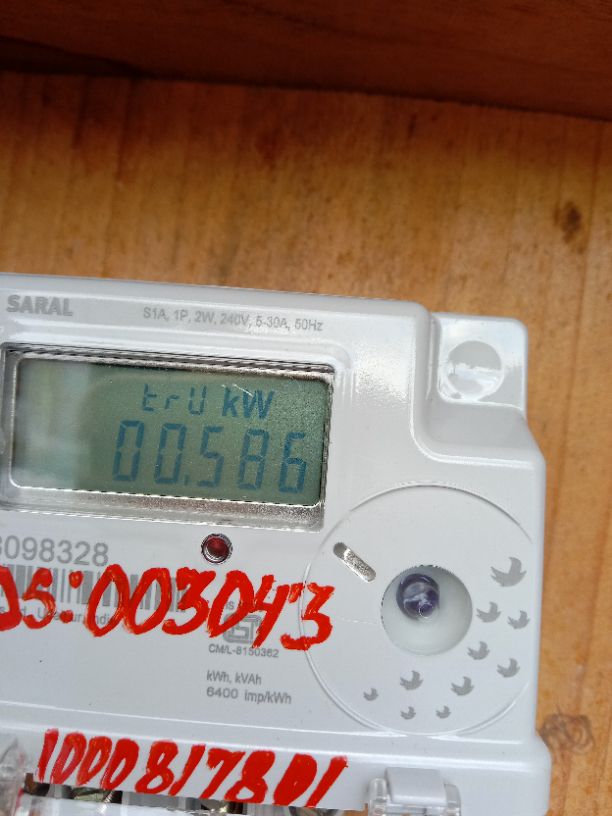 SARAL
S1A, 1P, 2W, 240V, 5-30A, 50Hz
trU kW
00.586
098328
DS:003043
CM/L-8150362
kWh, kVAh
6400 imp/kWh
1000817801